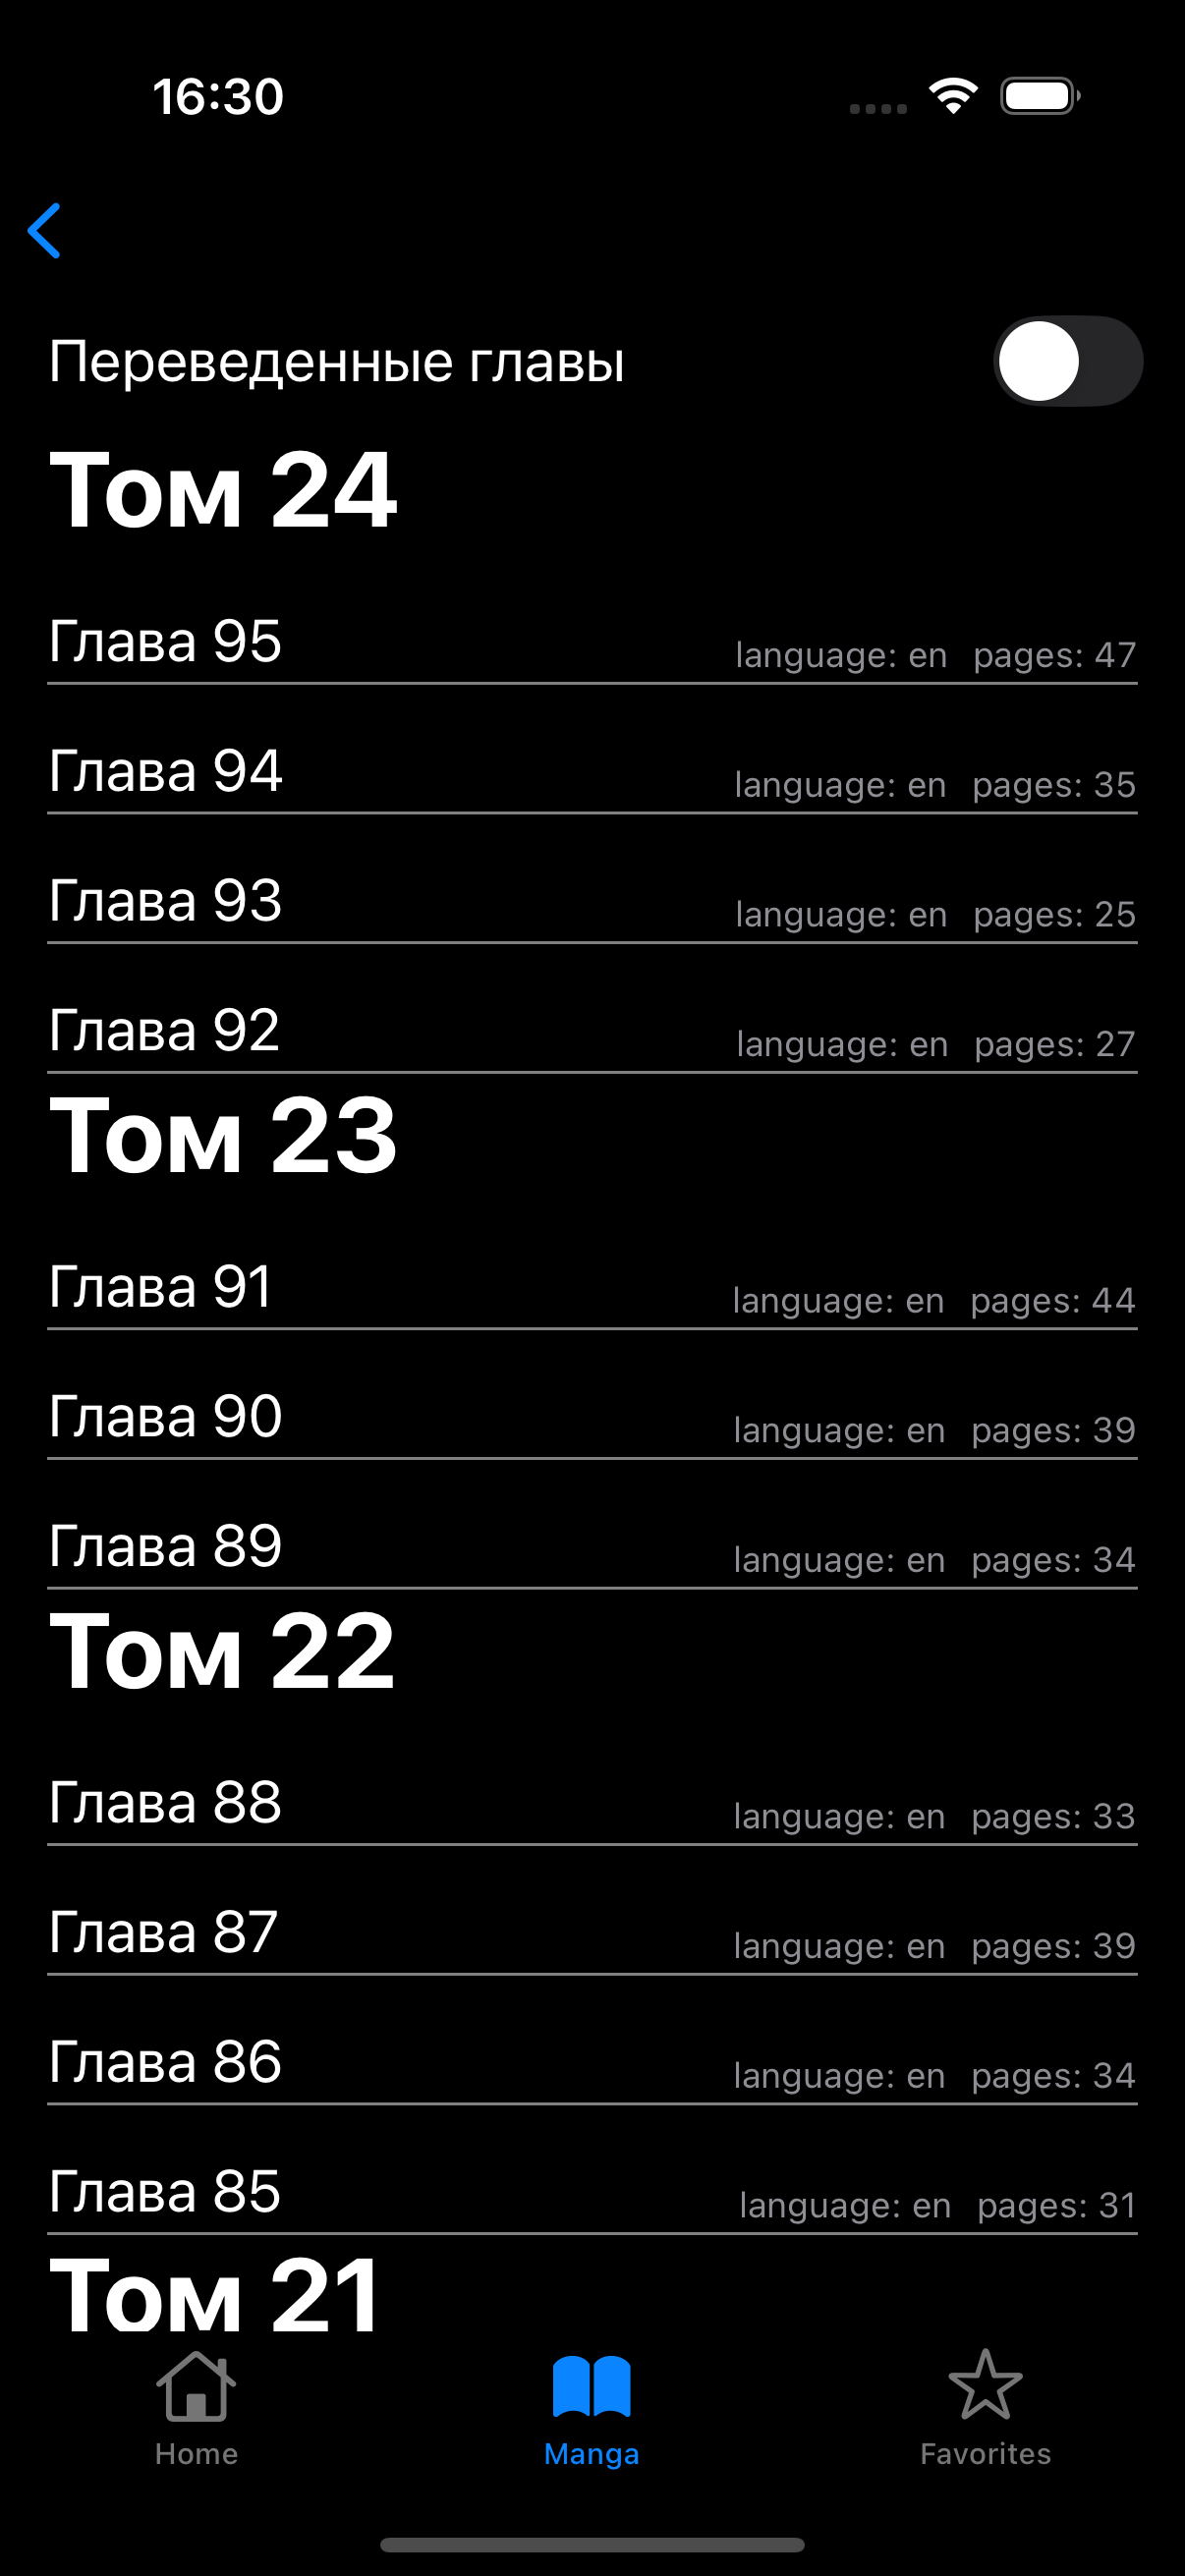 16:30
Переведенные главы
Том 24
Глава 95 language: en pages: 47
Глава 94 language: en pages: 35
Глава 93 language: en pages: 25
Глава 92 language: en pages: 27
Том 23
Глава 91 language: en pages: 44
Глава 90 language: en pages: 39
Глава 89 language: en pages: 34
Том 22
Глава 88 language: en pages: 33
Глава 87 language: en pages: 39
Глава 86 language: en pages: 34
Глава 85 language: en pages: 31
Том 21
Home Manga Favorites